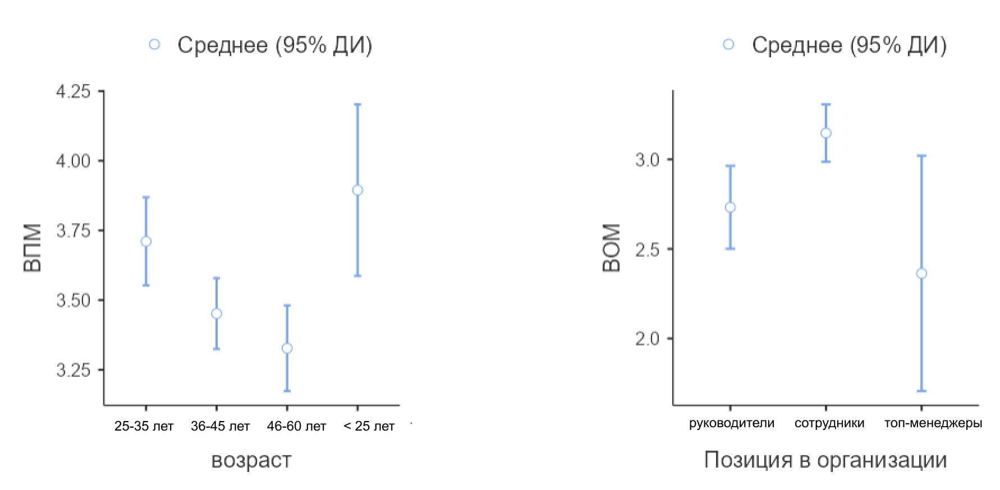 Среднее (95% ДИ)
4.25
4.00
3.75
3.50
3.25
ВПМ
25-35 лет 36-45 лет 46-60 лет < 25 лет
возраст
Среднее (95% ДИ)
3.0
2.5
2.0
ВОМ
руководители сотрудники топ-менеджеры
Позиция в организации